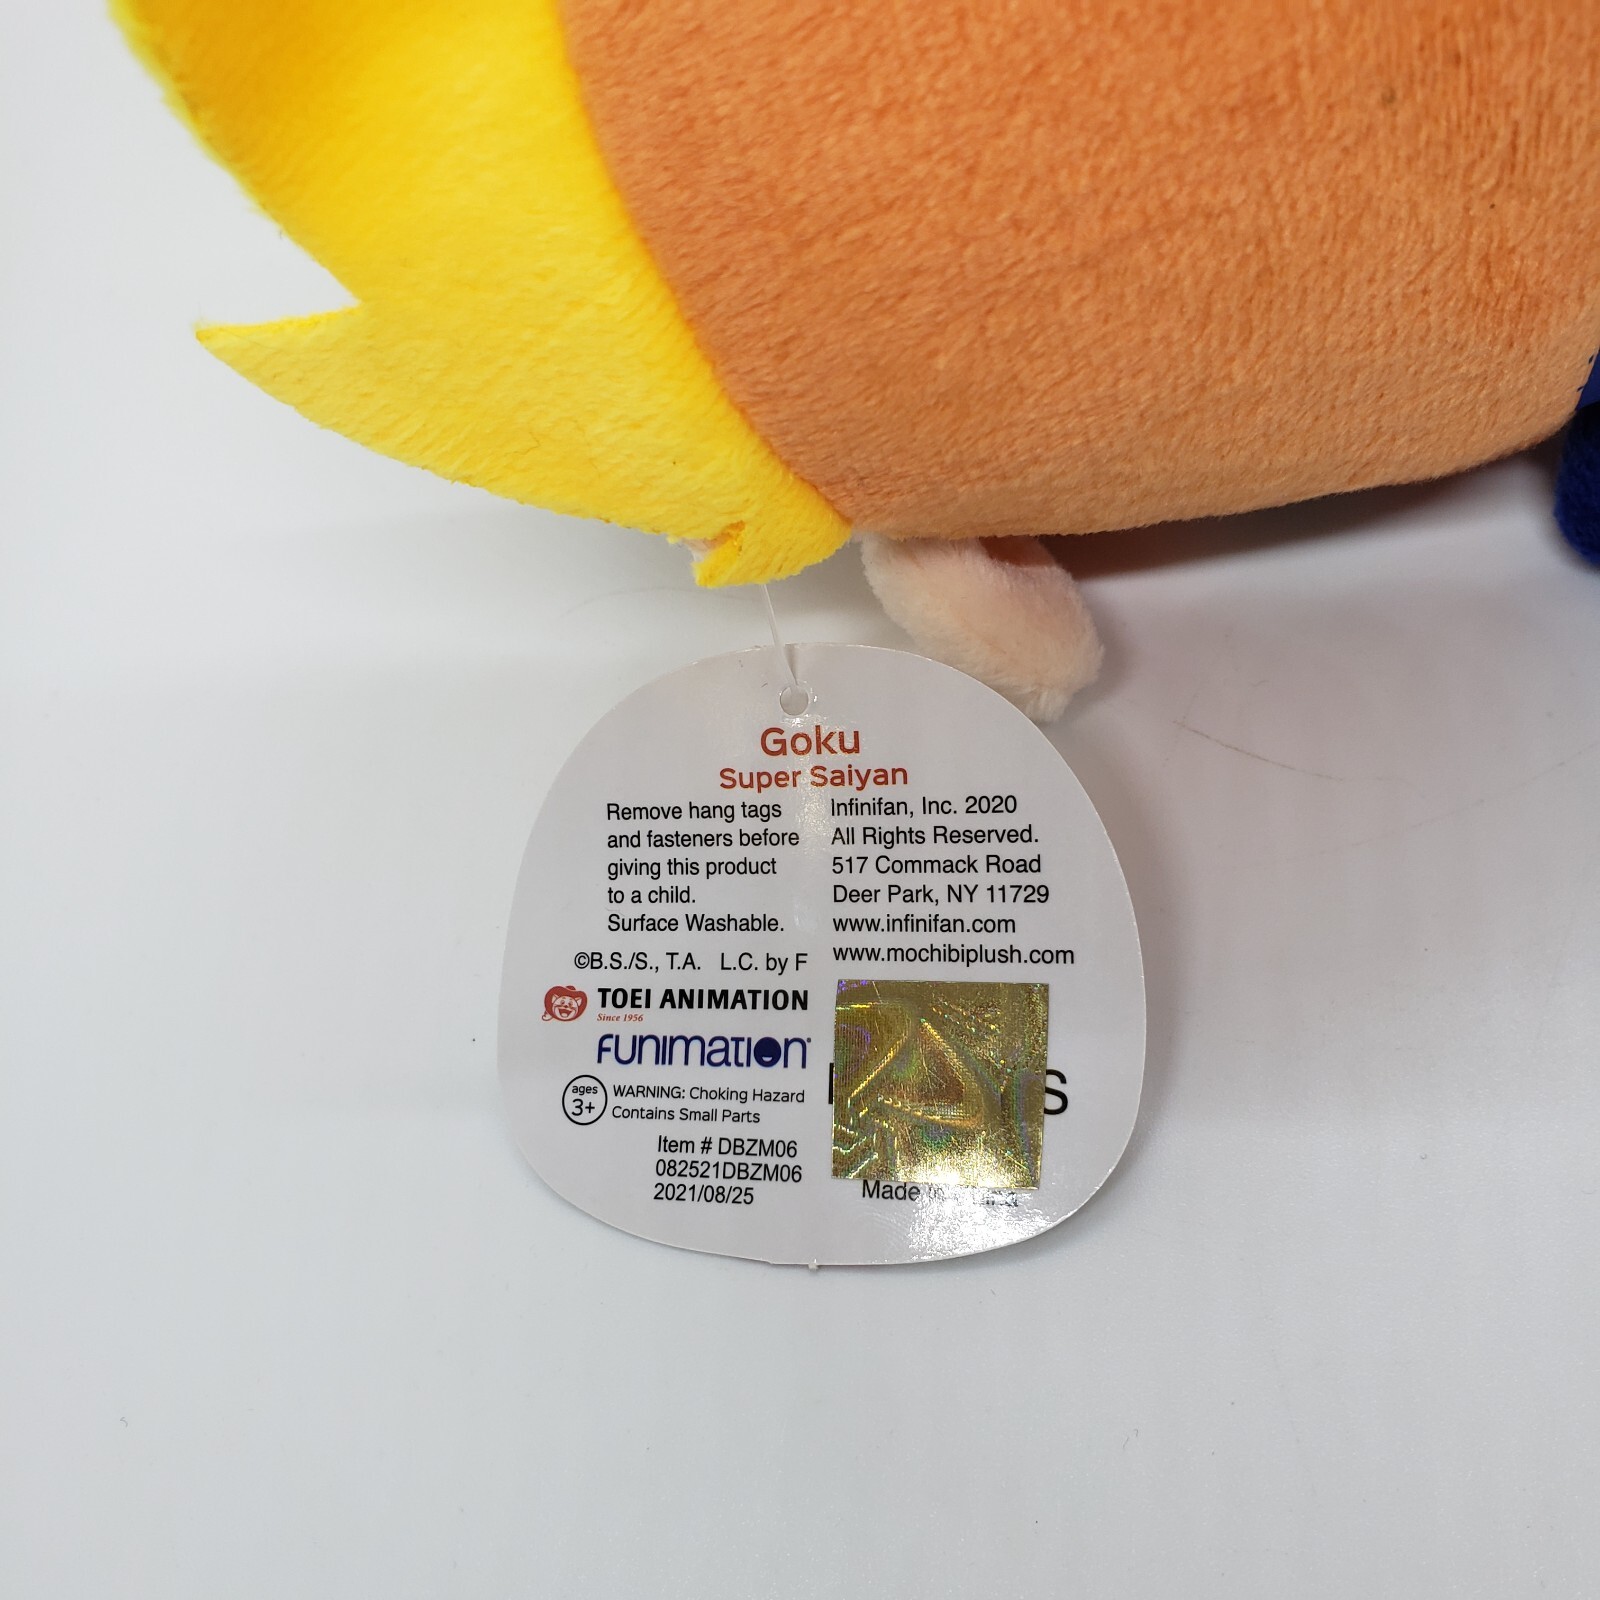 Goku
Super Saiyan
Remove hang tags
and fasteners before
giving this product
to a child.
Surface Washable.
©B.S./S., T.A. L.C. by F
TOEI ANIMATION
Since 1956
FUNIMATION
ages
3+
WARNING: Choking Hazard
Contains Small Parts
Item # DBZM06
082521DBZM06
2021/08/25
Infinifan, Inc. 2020
All Rights Reserved.
517 Commack Road
Deer Park, NY 11729
www.infinifan.com
www.mochibiplush.com
Made